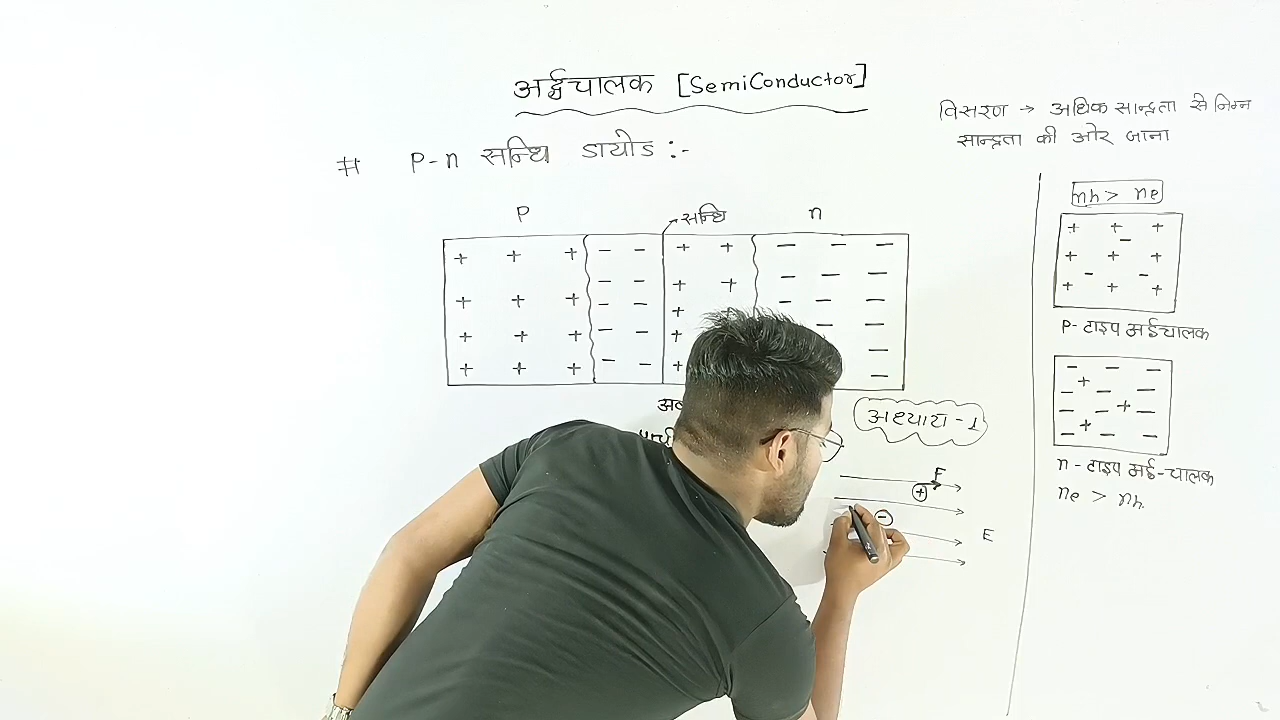 अर्द्धचालक [SemiConductor]
# P-n सन्धि डायोड :-
P सन्धि n
अध्याय-1
F
E
विसरण → अधिक सान्द्रता से निम्न
सान्द्रता की ओर जाना
nh > ne
P-टाइप अर्द्धचालक
n-टाइप अर्द्ध-चालक
ne > nh